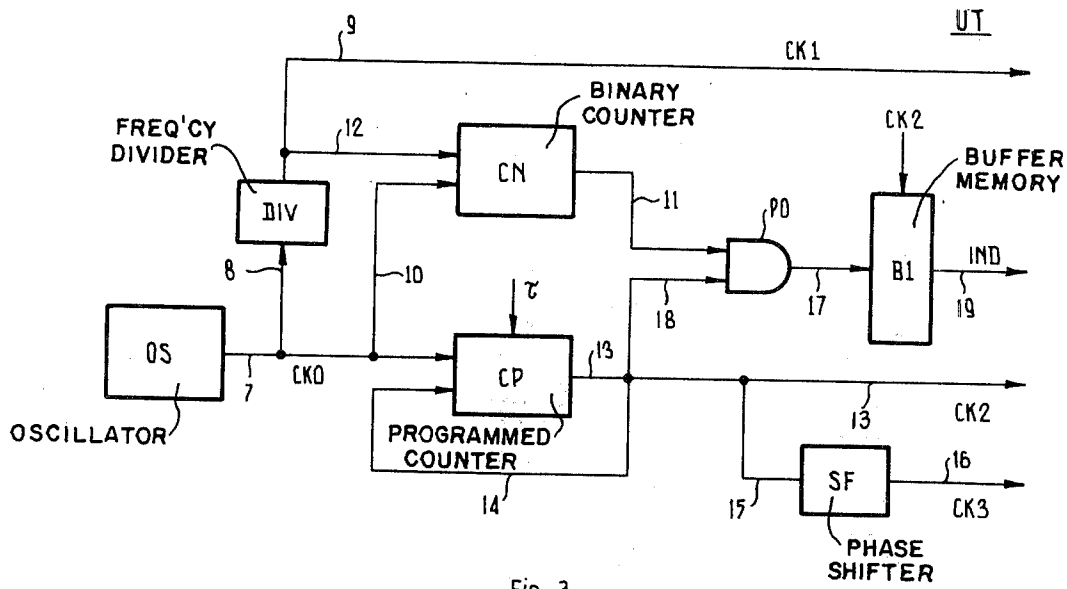 UT
9
CK1
BINARY
COUNTER
FREQ'CY
DIVIDER
12
CN
CK2
BUFFER
MEMORY
DIV
11
PO
8
10
B1
IND
τ
18
17
19
OS
7
CKO
CP
13
13
CK2
OSCILLATOR
PROGRAMMED
COUNTER
14
15
SF
16
CK3
PHASE
SHIFTER